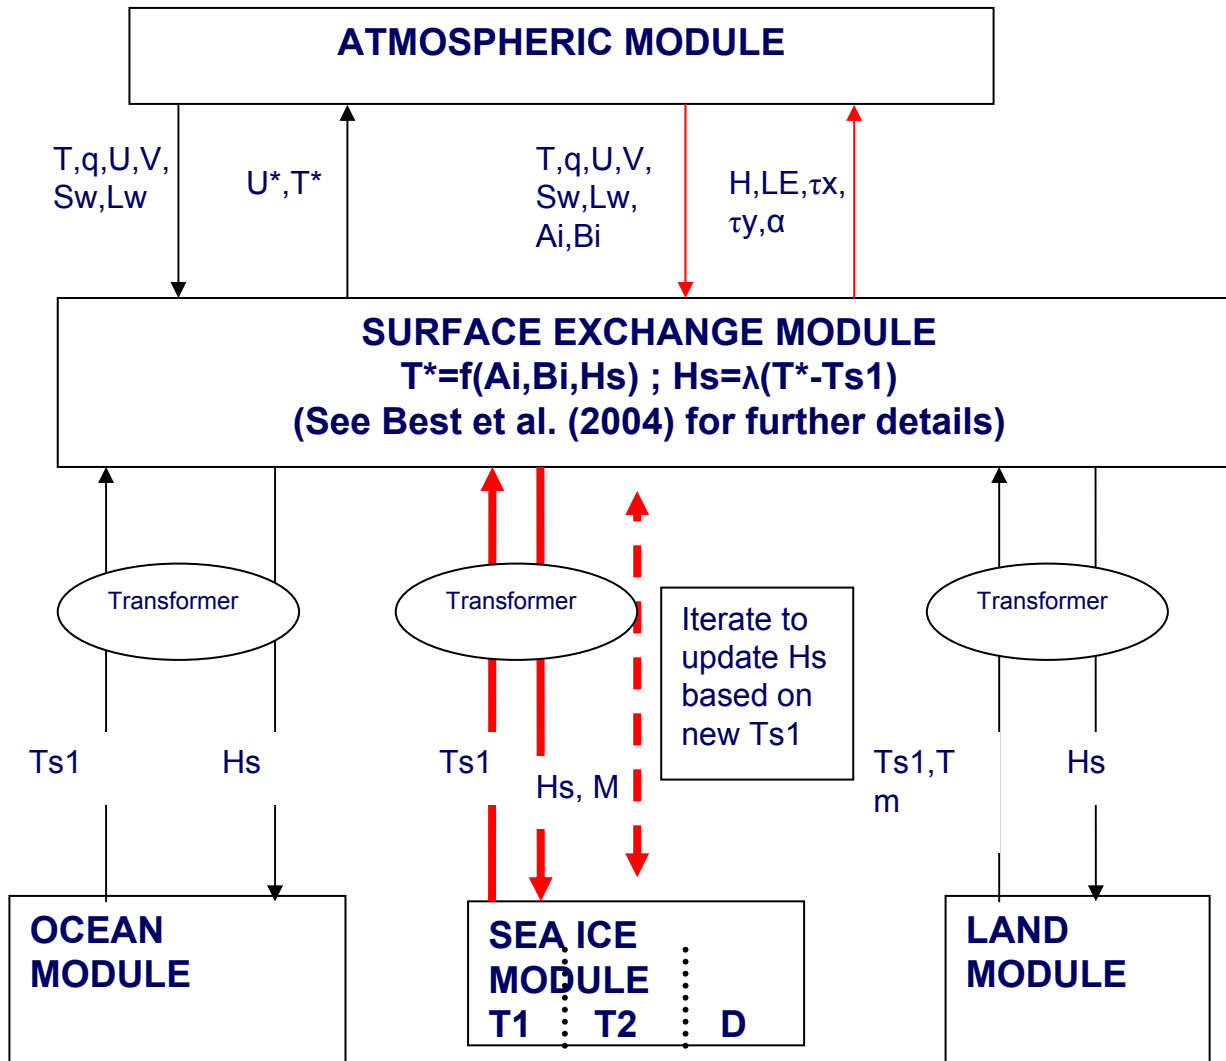 ATMOSPHERIC MODULE
T,q,U,V,
Sw,Lw
U*,T*
T,q,U,V,
Sw,Lw,
Ai,Bi
H,LE,τx,
τy,α
SURFACE EXCHANGE MODULE
T*=f(Ai,Bi,Hs) ; Hs=λ(T*-Ts1)
(See Best et al. (2004) for further details)
Transformer
Transformer
Transformer
Iterate to
update Hs
based on
new Ts1
Ts1
Hs
Ts1
Hs, M
Ts1,T
m
Hs
OCEAN
MODULE
SEA ICE
MODULE
T1 T2 D
LAND
MODULE